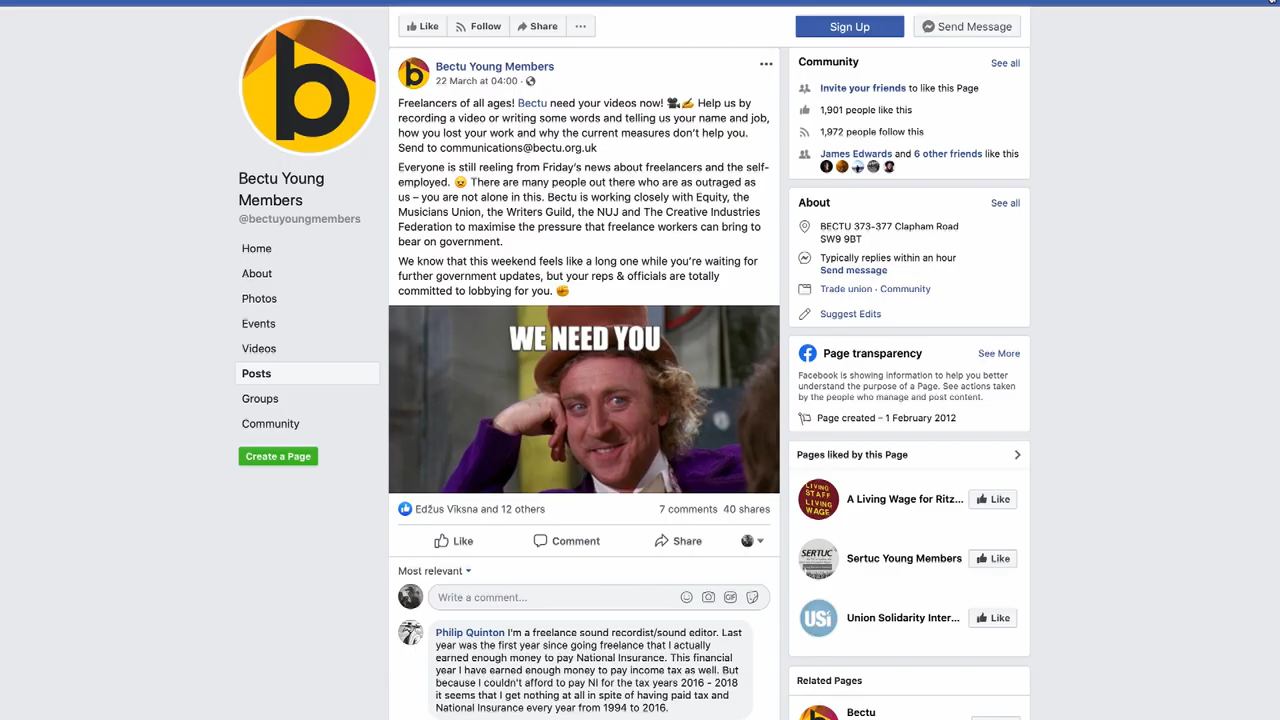 Like
Follow
Share
Sign Up
Send Message
b
Bectu Young
Members
@bectuyoungmembers
Home
About
Photos
Events
Videos
Posts
Groups
Community
Create a Page
b
Bectu Young Members
22 March at 04:00 ·
Freelancers of all ages! Bectu need your videos now! 🎥✍ Help us by
recording a video or writing some words and telling us your name and job,
how you lost your work and why the current measures don't help you.
Send to communications@bectu.org.uk
Everyone is still reeling from Friday's news about freelancers and the self-
employed. 😠 There are many people out there who are as outraged as
us – you are not alone in this. Bectu is working closely with Equity, the
Musicians Union, the Writers Guild, the NUJ and The Creative Industries
Federation to maximise the pressure that freelance workers can bring to
bear on government.
We know that this weekend feels like a long one while you're waiting for
further government updates, but your reps & officials are totally
committed to lobbying for you. ✊
WE NEED YOU
Edžus Vīksna and 12 others
7 comments 40 shares
Like
Comment
Share
Most relevant
Write a comment...
GIF
Philip Quinton I'm a freelance sound recordist/sound editor. Last
year was the first year since going freelance that I actually
earned enough money to pay National Insurance. This financial
year I have earned enough money to pay income tax as well. But
because I couldn't afford to pay NI for the tax years 2016 - 2018
it seems that I get nothing at all in spite of having paid tax and
National Insurance every year from 1994 to 2016.
Community
See all
Invite your friends to like this Page
1,901 people like this
1,972 people follow this
James Edwards and 6 other friends like this
About
See all
BECTU 373-377 Clapham Road
SW9 9BT
Typically replies within an hour
Send message
Trade union · Community
Suggest Edits
Page transparency
See More
Facebook is showing information to help you better
understand the purpose of a Page. See actions taken
by the people who manage and post content.
Page created – 1 February 2012
Pages liked by this Page
LIVING
STAFF
LIVING
WAGE
A Living Wage for Ritz...
Like
SERTUC
Sertuc Young Members
Like
USi
Union Solidarity Inter...
Like
Related Pages
Bectu